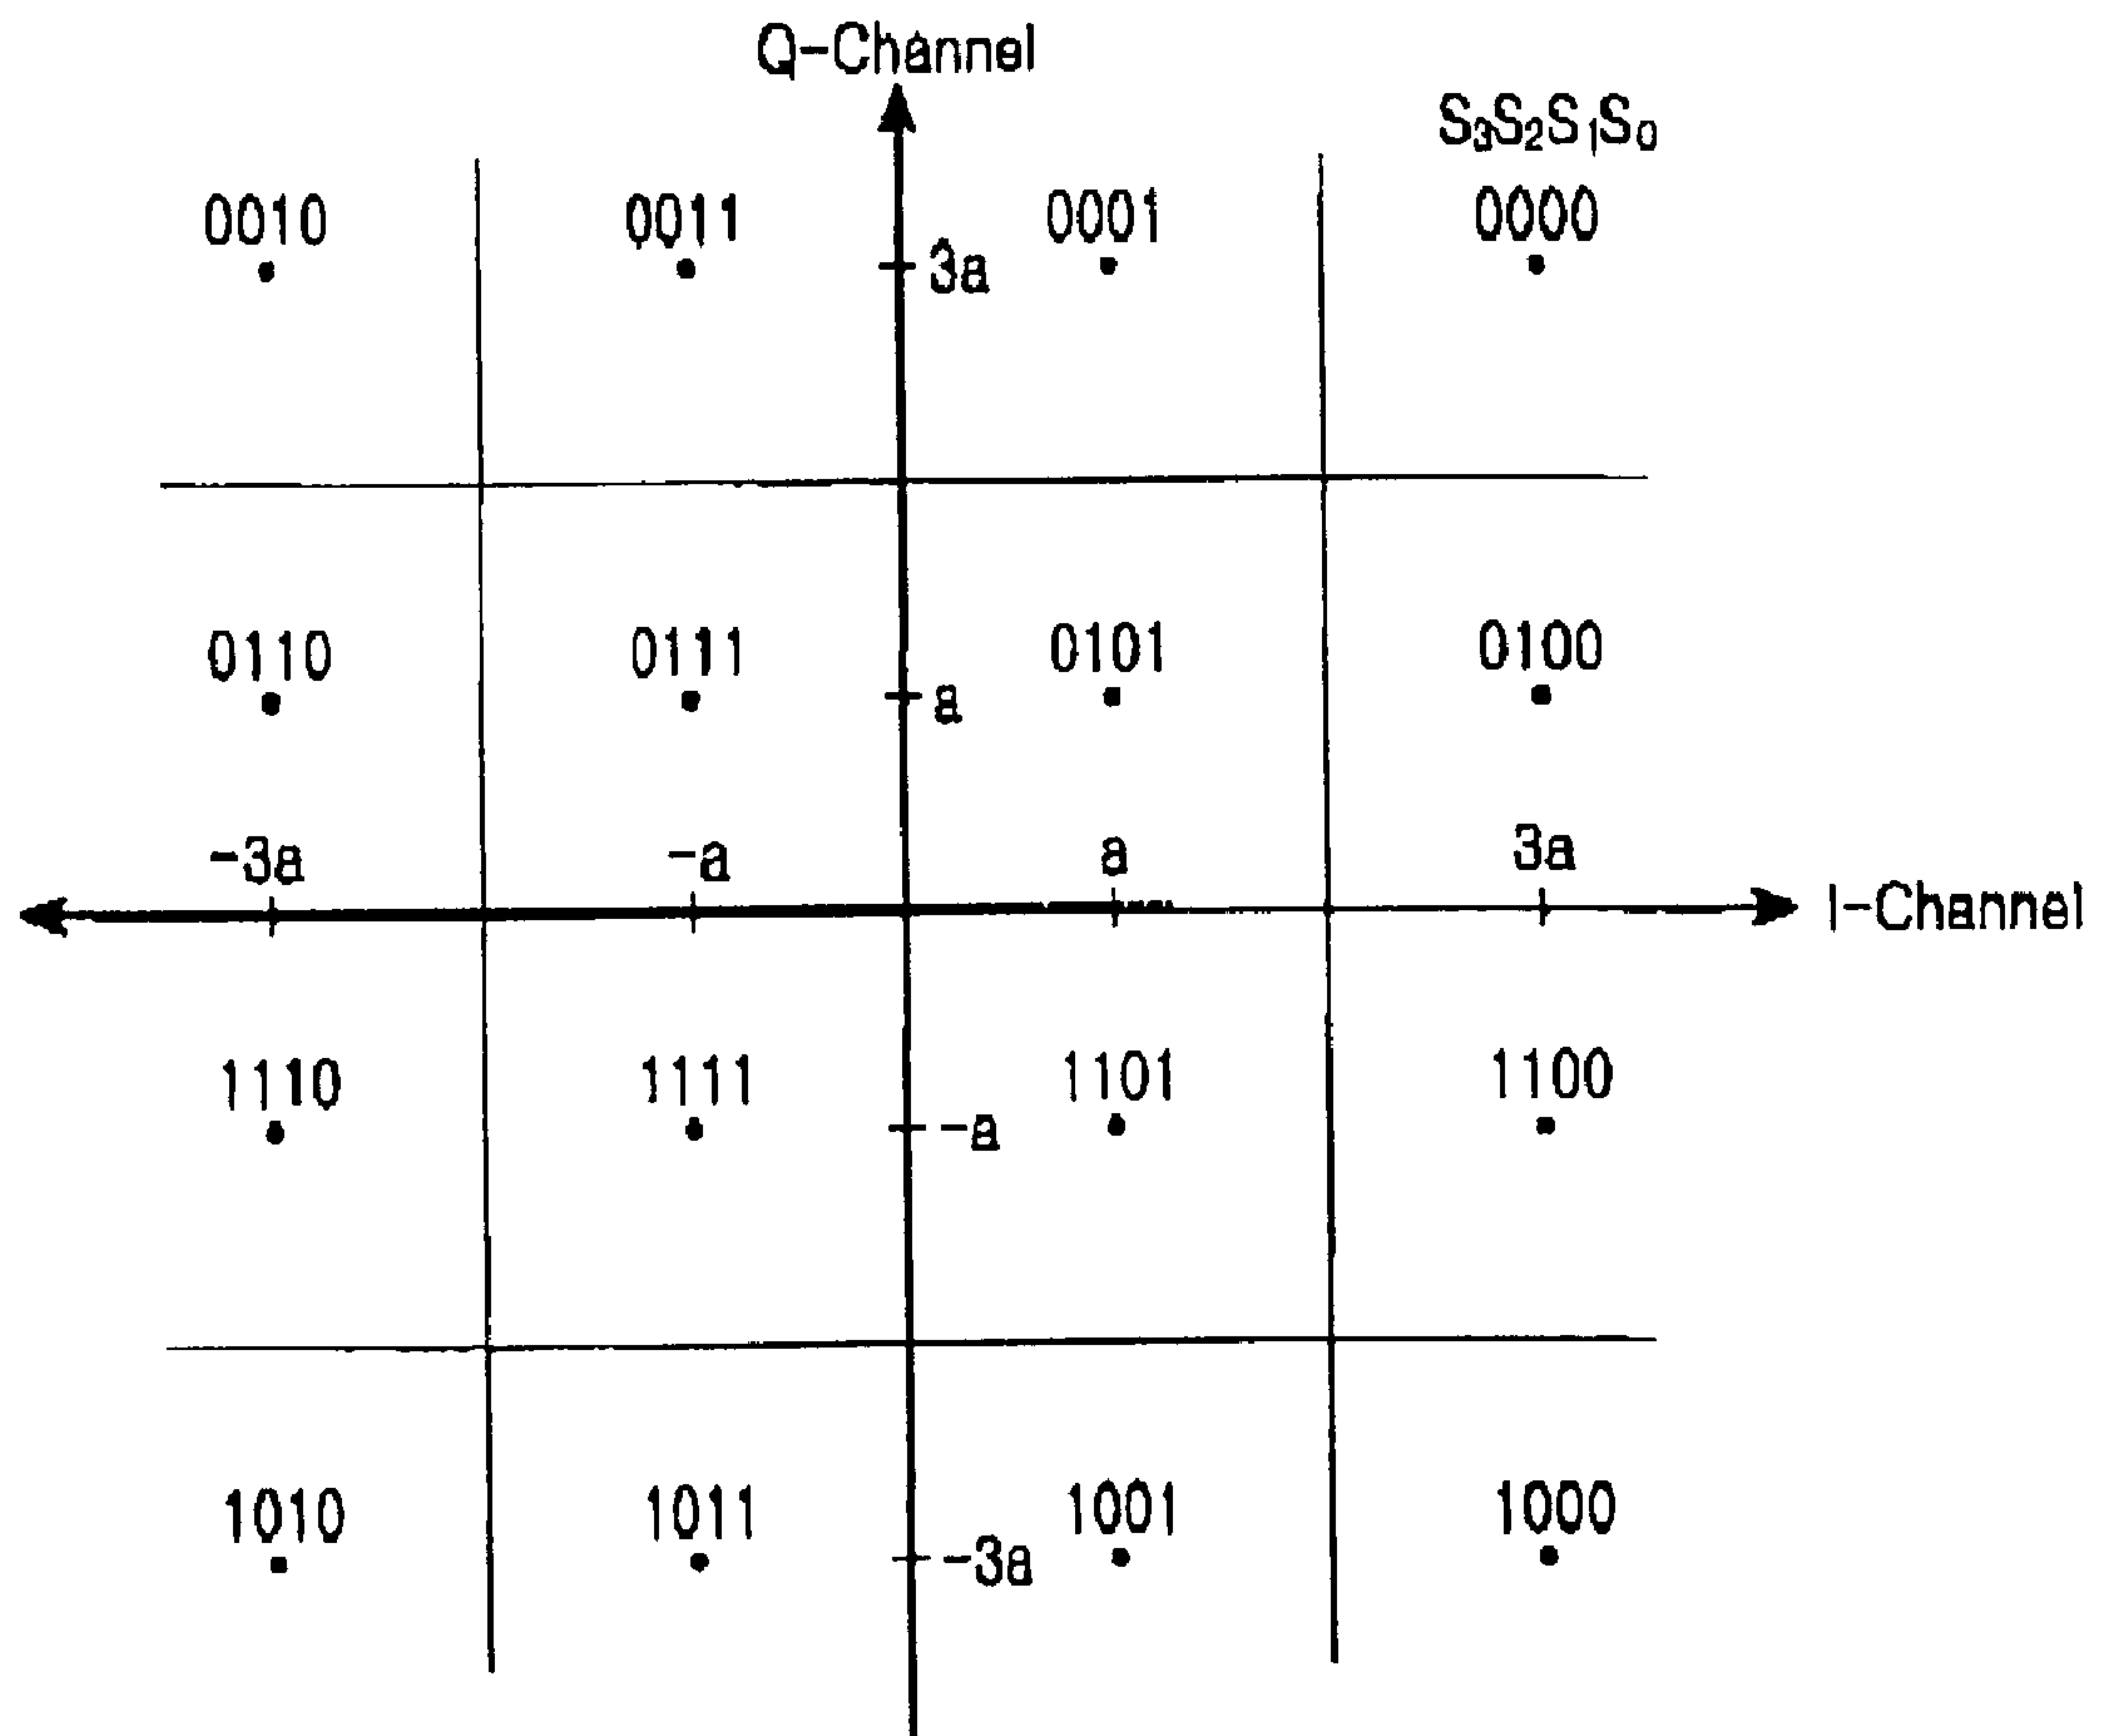 Q-Channel
S₃S₂S₁S₀
0010 0011 0001 0000
3a
0110 0111 0101 0100
a
-3a -a a 3a
I-Channel
1110 1111 1101 1100
-a
1010 1011 1001 1000
-3a